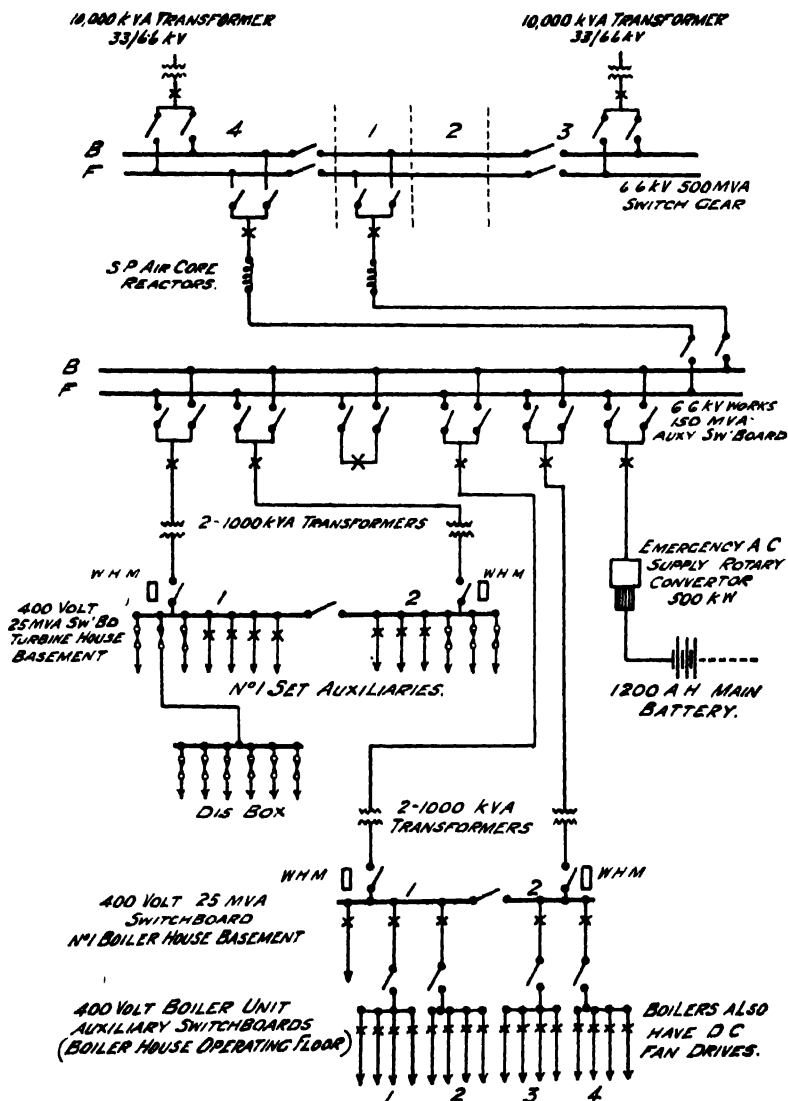 10,000 KVA TRANSFORMER
33/6.6 KV
10,000 KVA TRANSFORMER
33/6.6 KV
4
1
2
3
B
F
6.6 KV 500 MVA
SWITCH GEAR
S P AIR CORE
REACTORS.
B
F
6.6 KV WORKS
150 MVA
AUXY SW'BOARD
2-1000 KVA TRANSFORMERS
WHM
WHM
EMERGENCY A C
SUPPLY ROTARY
CONVERTOR
500 KW
400 VOLT
25 MVA SW'BD
TURBINE HOUSE
BASEMENT
1
2
Nº1 SET AUXILIARIES.
1200 A H MAIN
BATTERY.
DIS BOX
2-1000 KVA
TRANSFORMERS
WHM
WHM
1
2
400 VOLT 25 MVA
SWITCHBOARD
Nº1 BOILER HOUSE BASEMENT
400 VOLT BOILER UNIT
AUXILIARY SWITCHBOARDS
(BOILER HOUSE OPERATING FLOOR)
BOILERS ALSO
HAVE D C
FAN DRIVES.
1
2
3
4